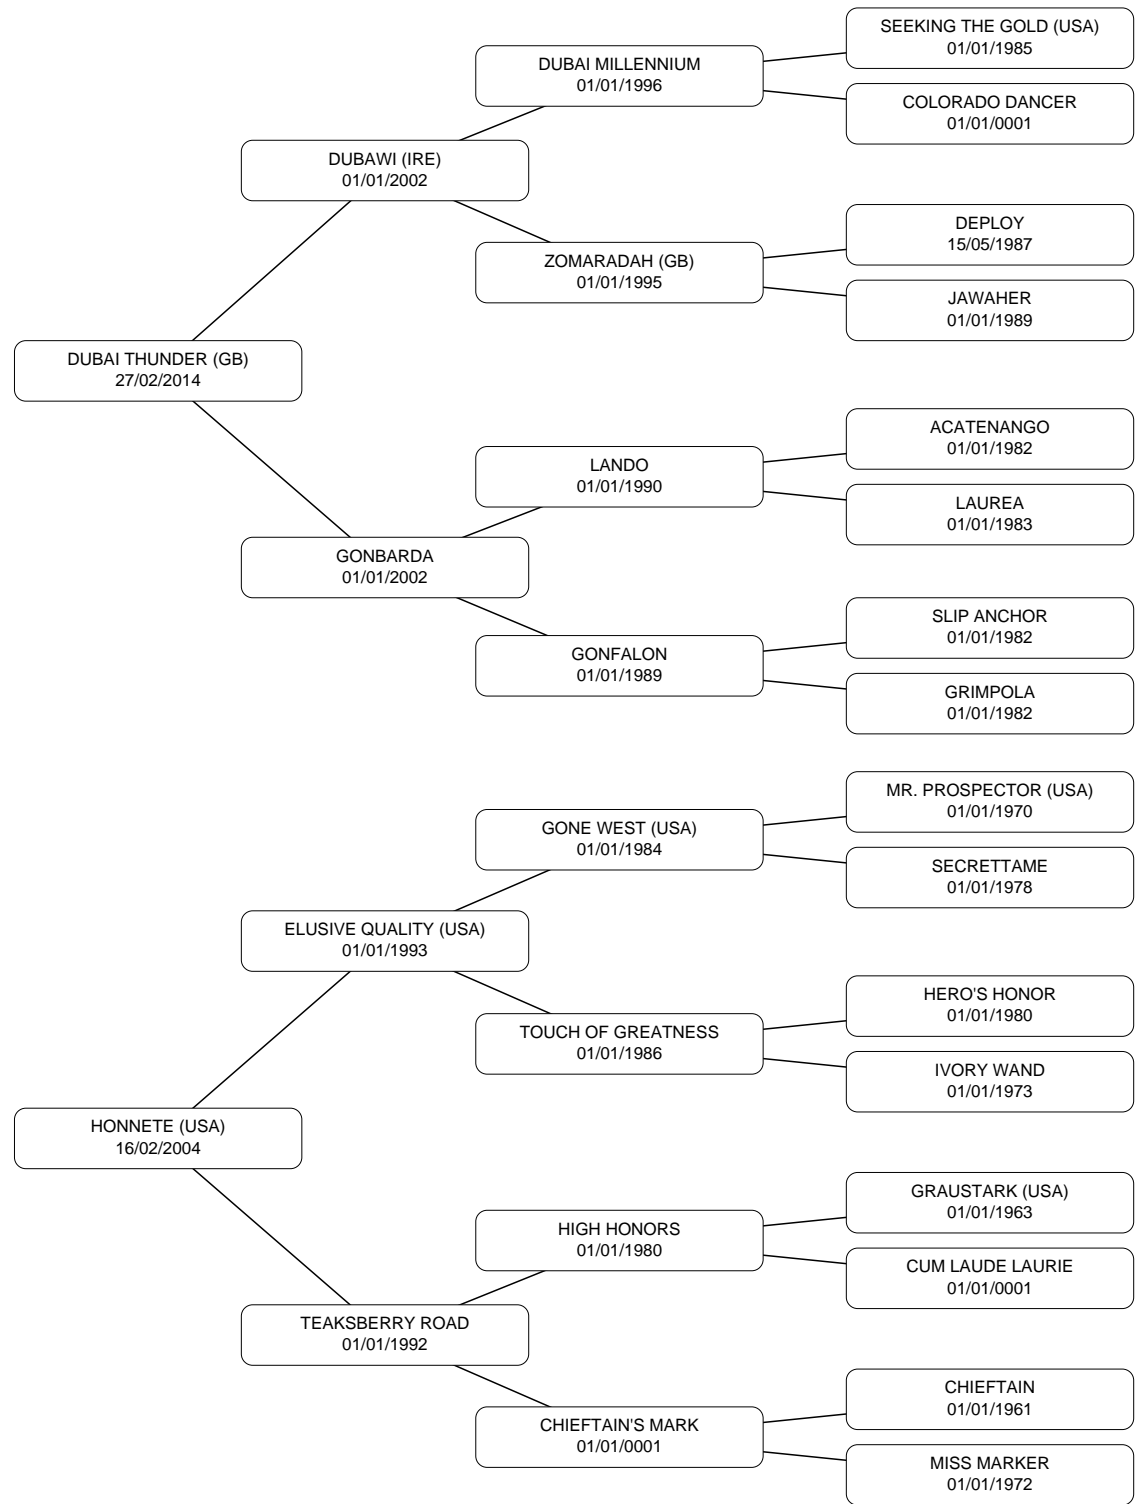 SEEKING THE GOLD (USA)
01/01/1985
DUBAI MILLENNIUM
01/01/1996
COLORADO DANCER
01/01/0001
DUBAWI (IRE)
01/01/2002
DEPLOY
15/05/1987
ZOMARADAH (GB)
01/01/1995
JAWAHER
01/01/1989
DUBAI THUNDER (GB)
27/02/2014
ACATENANGO
01/01/1982
LANDO
01/01/1990
LAUREA
01/01/1983
GONBARDA
01/01/2002
SLIP ANCHOR
01/01/1982
GONFALON
01/01/1989
GRIMPOLA
01/01/1982
MR. PROSPECTOR (USA)
01/01/1970
GONE WEST (USA)
01/01/1984
SECRETTAME
01/01/1978
ELUSIVE QUALITY (USA)
01/01/1993
HERO'S HONOR
01/01/1980
TOUCH OF GREATNESS
01/01/1986
IVORY WAND
01/01/1973
HONNETE (USA)
16/02/2004
GRAUSTARK (USA)
01/01/1963
HIGH HONORS
01/01/1980
CUM LAUDE LAURIE
01/01/0001
TEAKSBERRY ROAD
01/01/1992
CHIEFTAIN
01/01/1961
CHIEFTAIN'S MARK
01/01/0001
MISS MARKER
01/01/1972